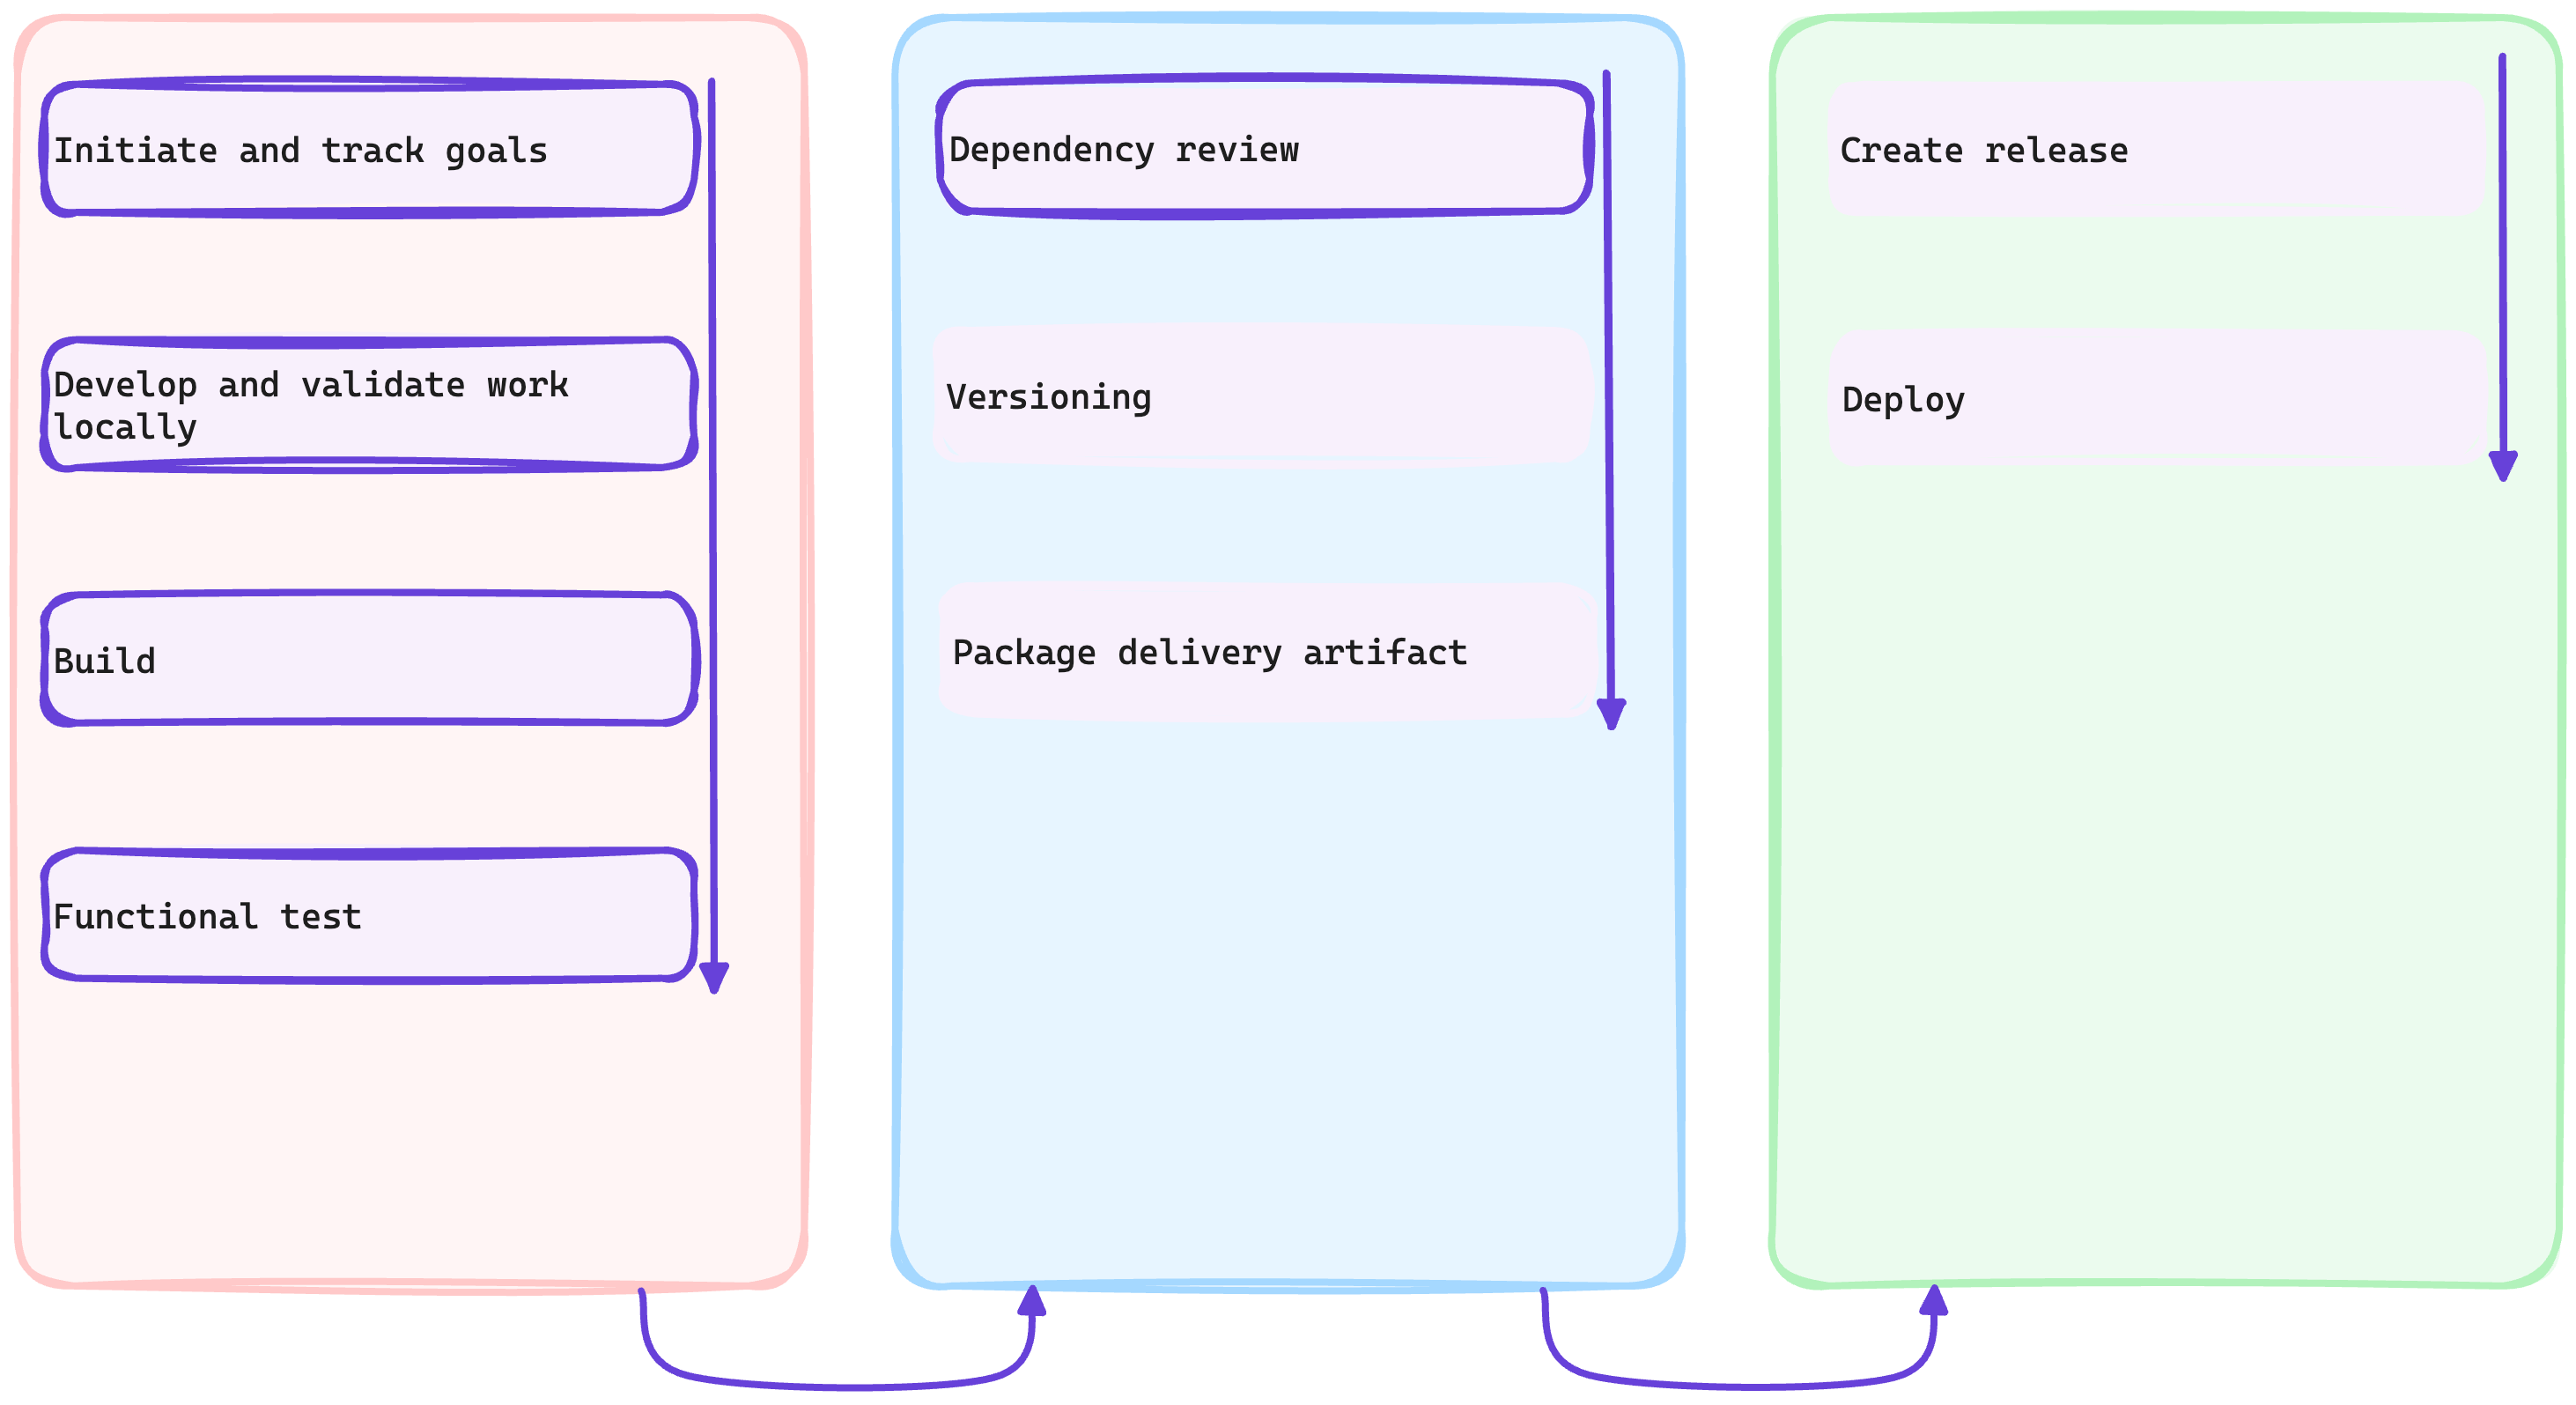 Initiate and track goals
Develop and validate work
locally
Build
Functional test
Dependency review
Versioning
Package delivery artifact
Create release
Deploy